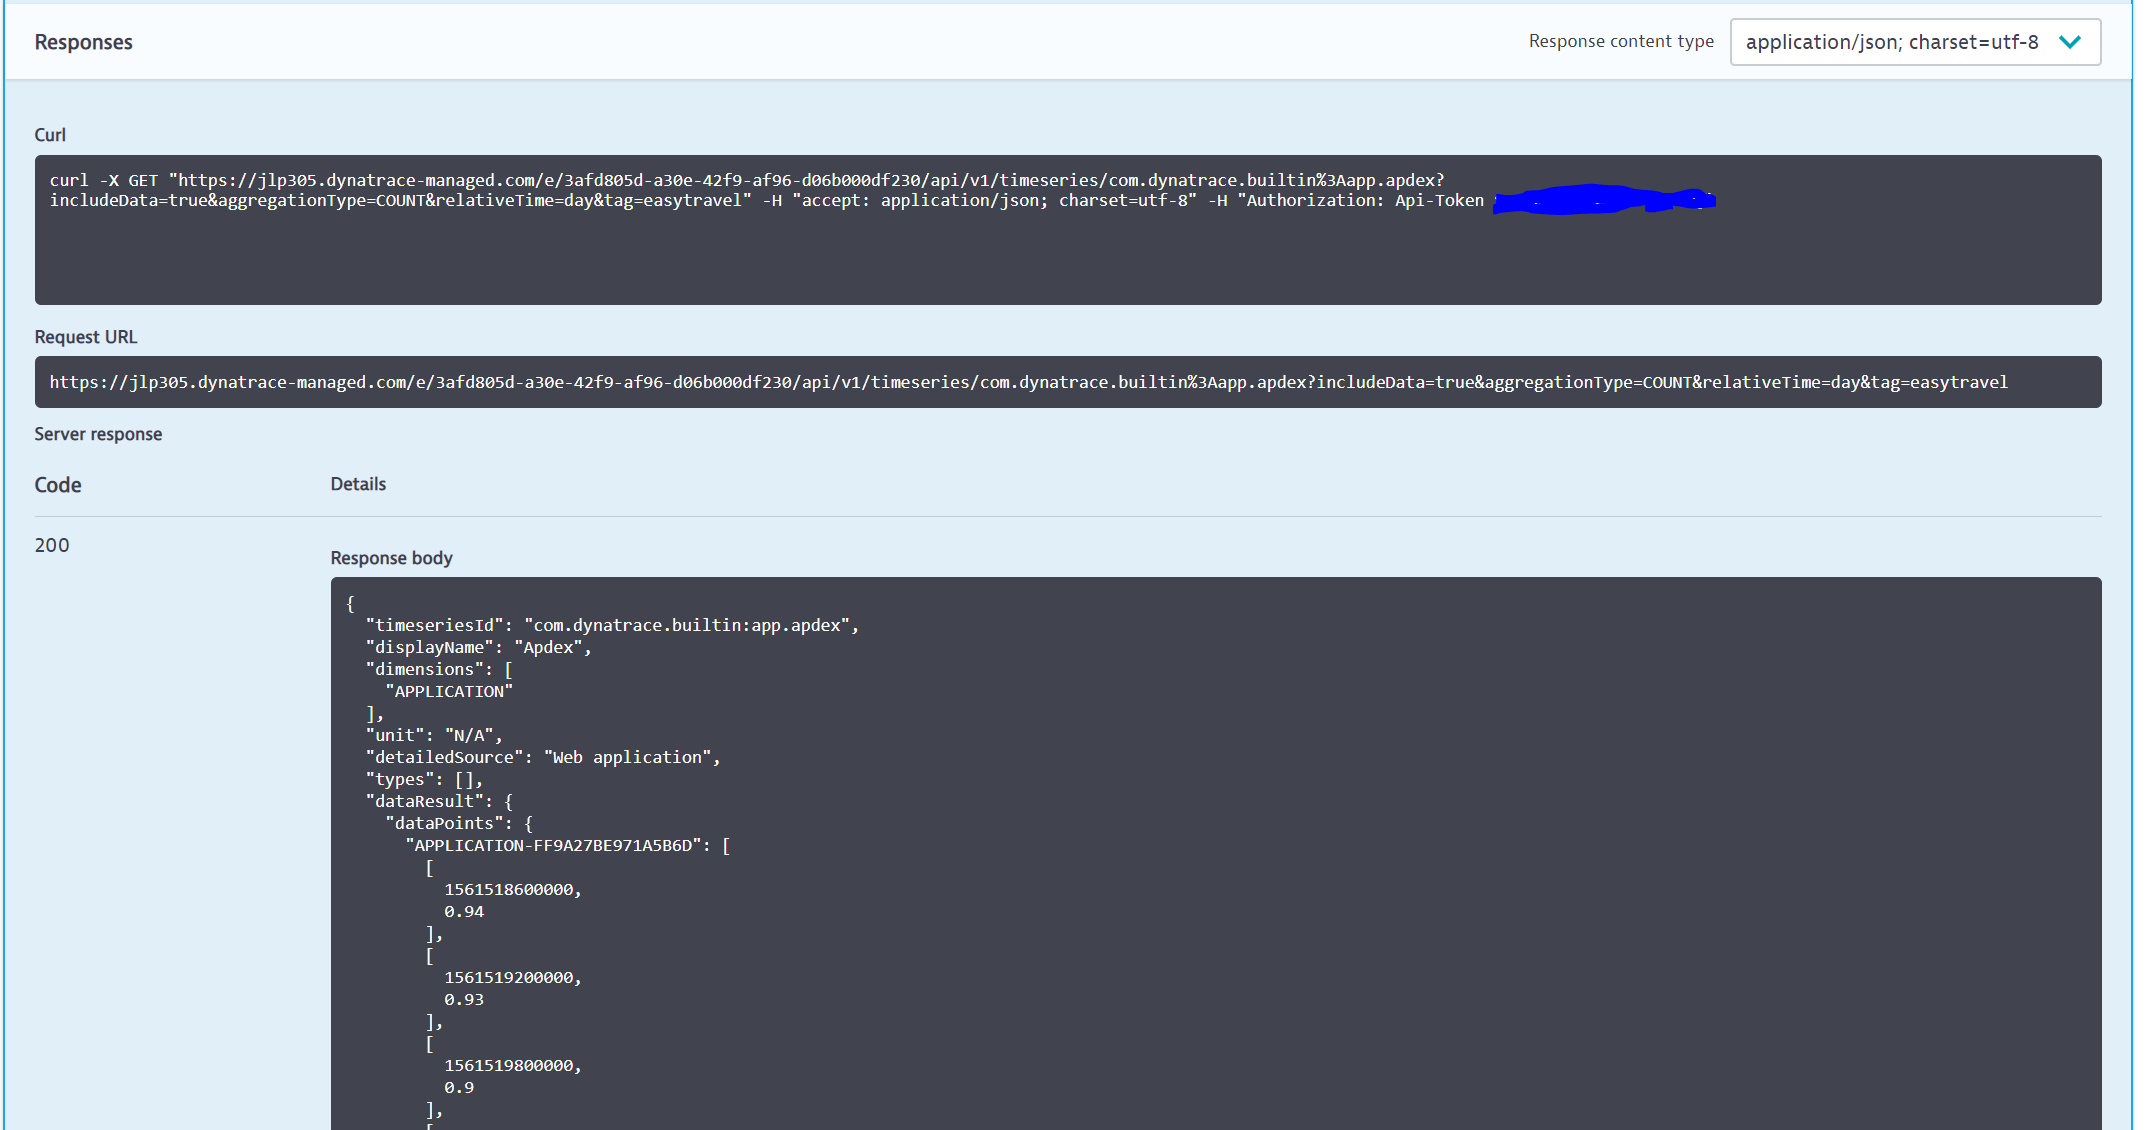 Responses
Response content type application/json; charset=utf-8
Curl
curl -X GET "https://jlp305.dynatrace-managed.com/e/3afd805d-a30e-42f9-af96-d06b000df230/api/v1/timeseries/com.dynatrace.builtin%3Aapp.apdex?
includeData=true&aggregationType=COUNT&relativeTime=day&tag=easytravel" -H "accept: application/json; charset=utf-8" -H "Authorization: Api-Token
Request URL
https://jlp305.dynatrace-managed.com/e/3afd805d-a30e-42f9-af96-d06b000df230/api/v1/timeseries/com.dynatrace.builtin%3Aapp.apdex?includeData=true&aggregationType=COUNT&relativeTime=day&tag=easytravel
Server response
Code Details
200
Response body
{
"timeseriesId": "com.dynatrace.builtin:app.apdex",
"displayName": "Apdex",
"dimensions": [
"APPLICATION"
],
"unit": "N/A",
"detailedSource": "Web application",
"types": [],
"dataResult": {
"dataPoints": {
"APPLICATION-FF9A27BE971A5B6D": [
[
1561518600000,
0.94
],
[
1561519200000,
0.93
],
[
1561519800000,
0.9
],
[